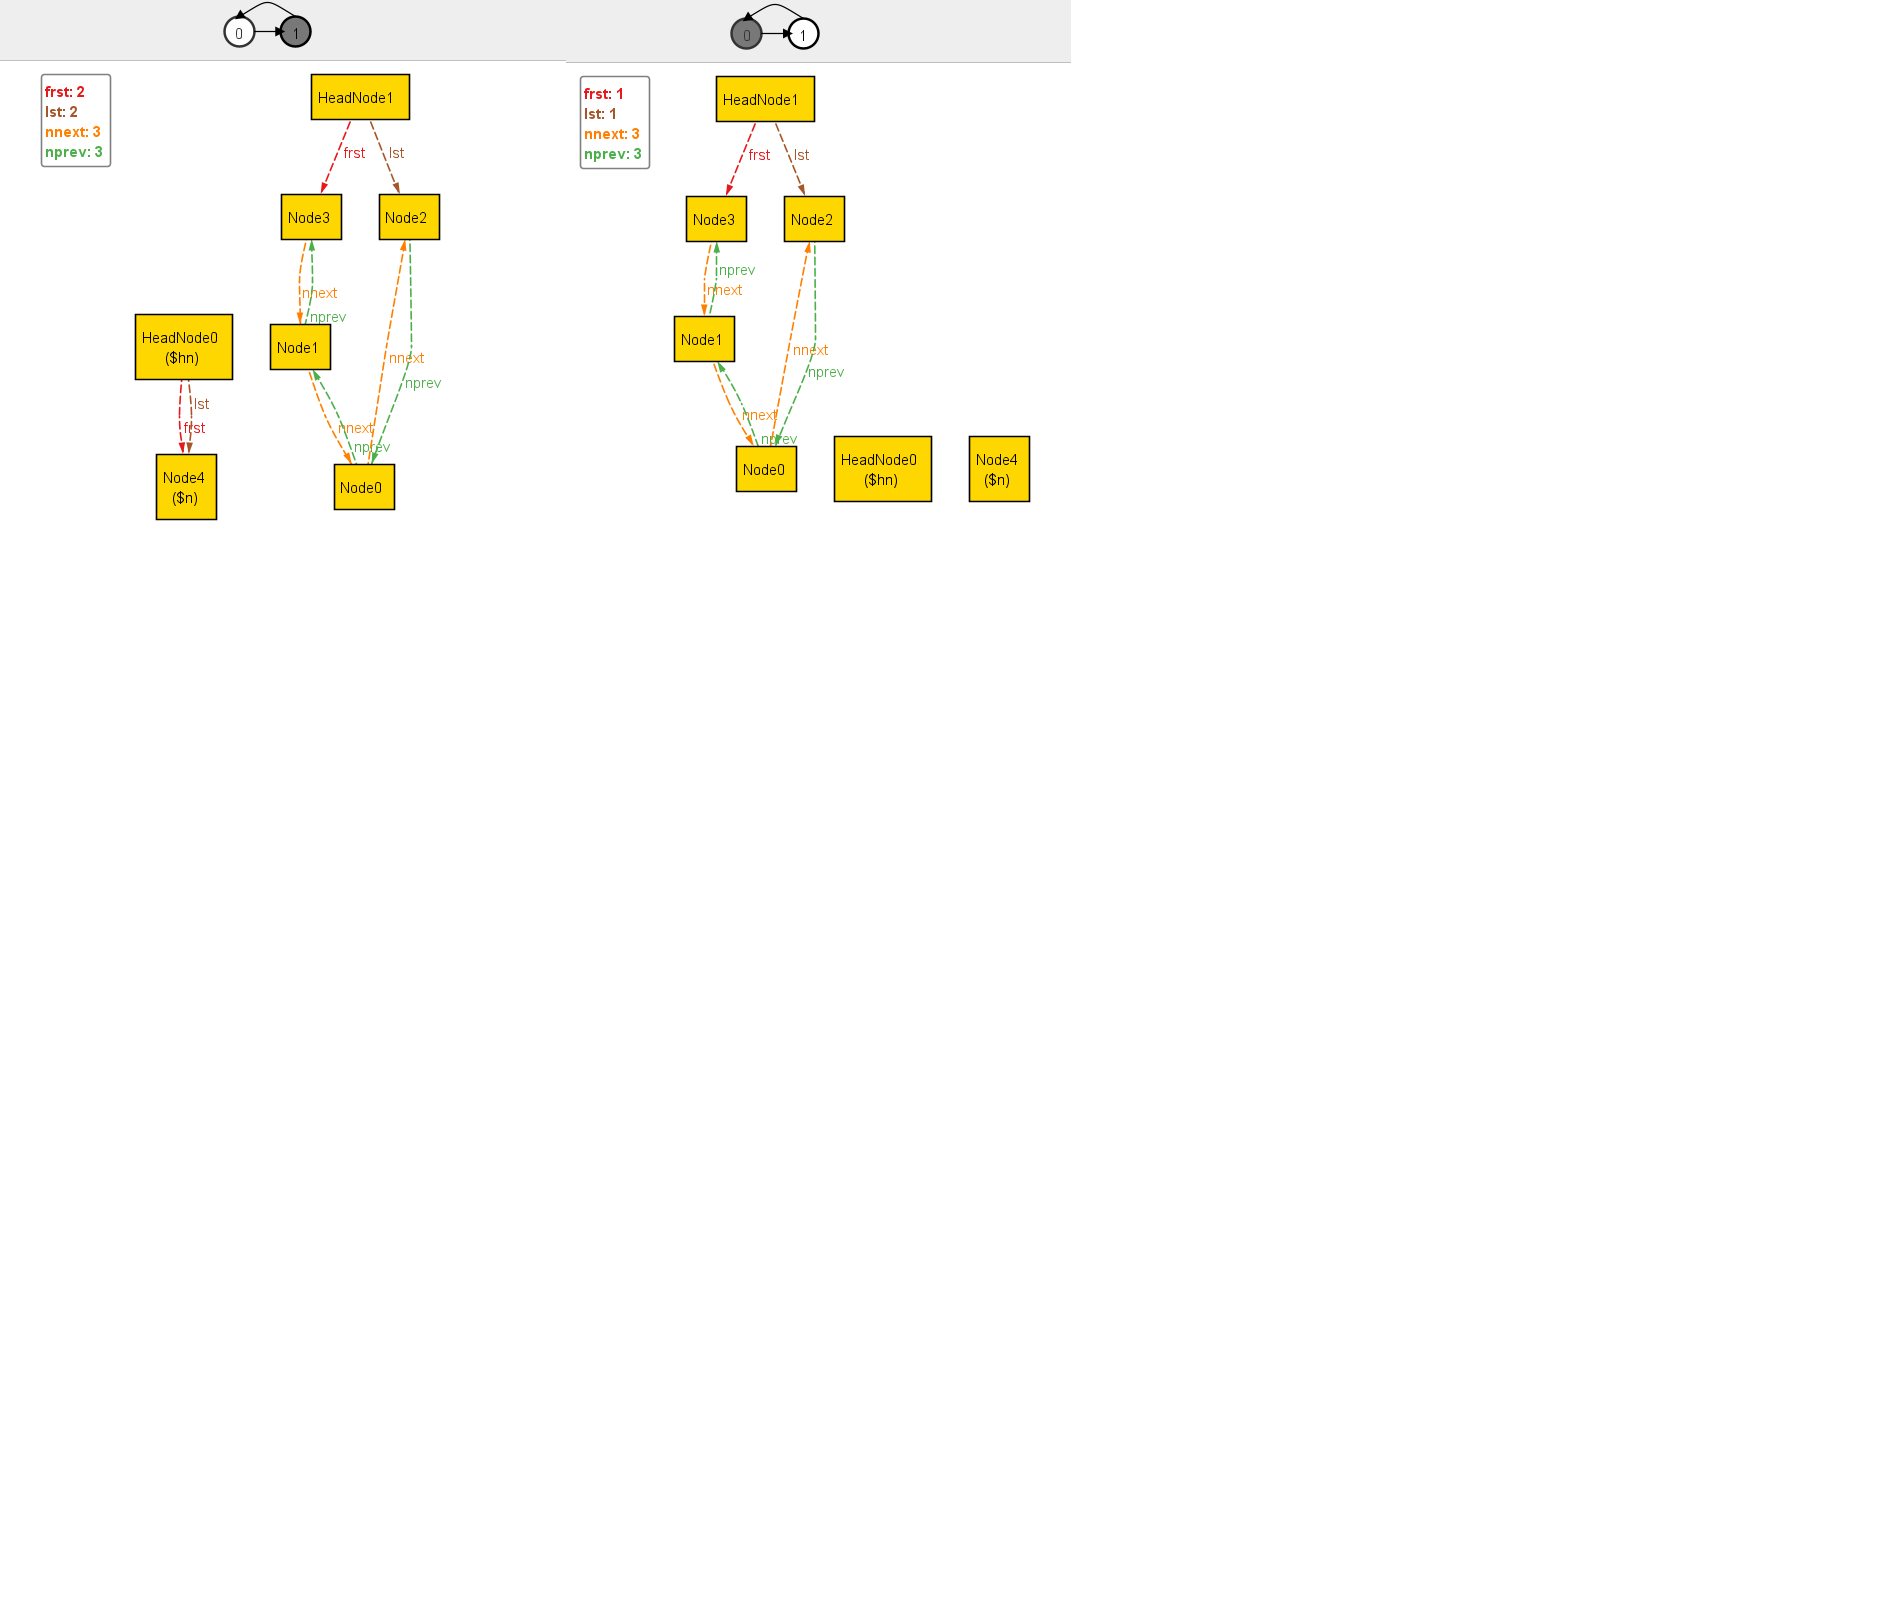 0 1
frst: 2
lst: 2
nnext: 3
nprev: 3
HeadNode1
frst lst
Node3 Node2
nnext
nprev
HeadNode0
($hn)
Node1
nnext
nprev
lst
frst
nnext
nprev
Node4
($n)
Node0
0 1
frst: 1
lst: 1
nnext: 3
nprev: 3
HeadNode1
frst lst
Node3 Node2
nprev
nnext
Node1
nnext
nprev
nnext
nprev
Node0
HeadNode0
($hn)
Node4
($n)